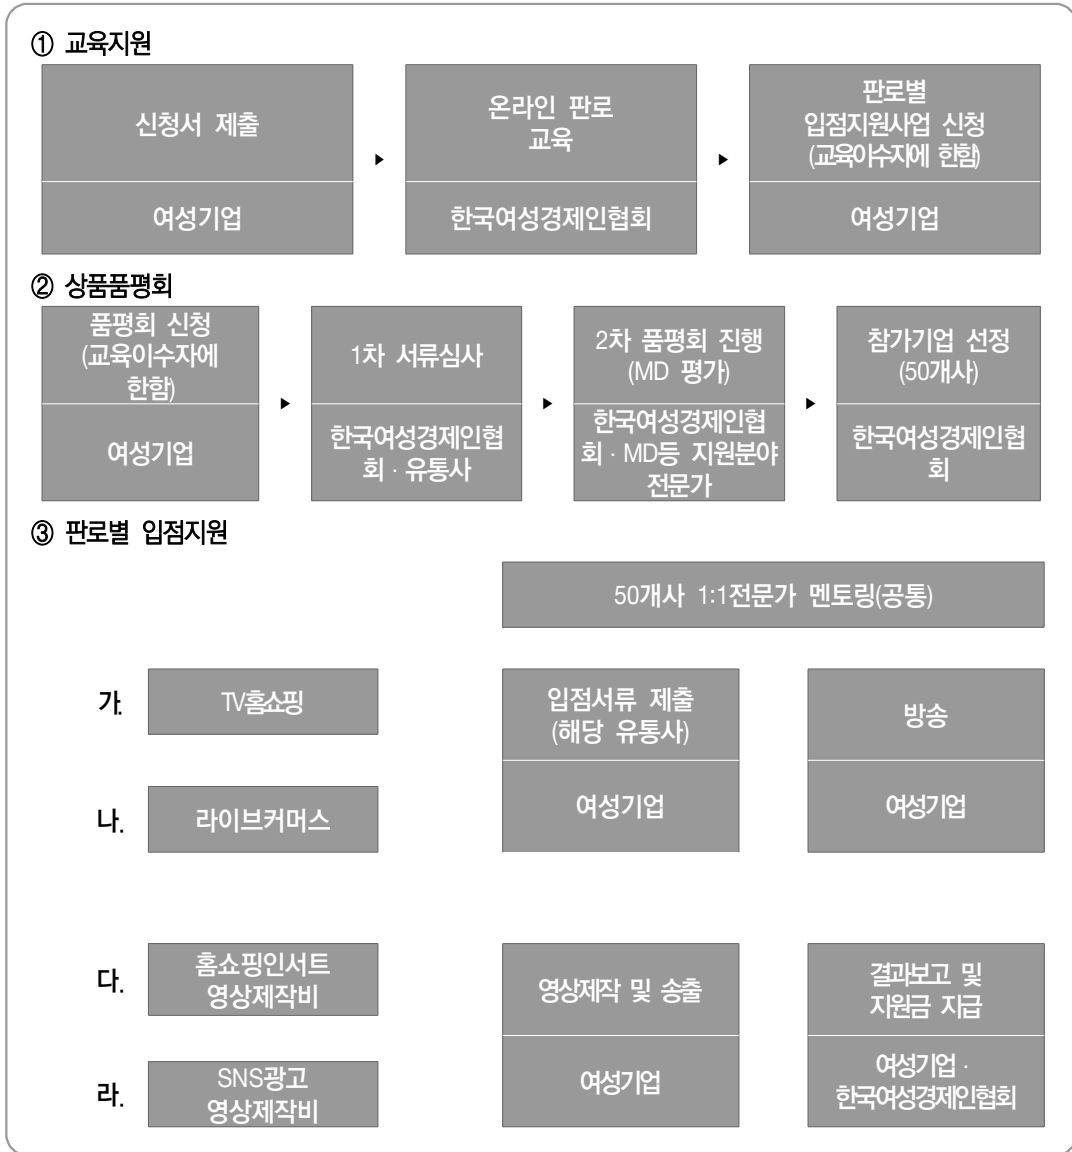 ① 교육지원
신청서 제출
여성기업
▶
온라인 판로
교육
한국여성경제인협회
▶
판로별
입점지원사업 신청
(교육이수자에 한함)
여성기업
② 상품품평회
품평회 신청
(교육이수자에
한함)
여성기업
▶
1차 서류심사
한국여성경제인협
회 · 유통사
▶
2차 품평회 진행
(MD 평가)
한국여성경제인협
회 · MD등 지원분야
전문가
▶
참가기업 선정
(50개사)
한국여성경제인협
회
③ 판로별 입점지원
50개사 1:1전문가 멘토링(공통)
가. TV홈쇼핑
입점서류 제출
(해당 유통사)
여성기업
방송
여성기업
나. 라이브커머스
다. 홈쇼핑인서트
영상제작비
영상제작 및 송출
여성기업
결과보고 및
지원금 지급
여성기업 ·
한국여성경제인협회
라. SNS광고
영상제작비